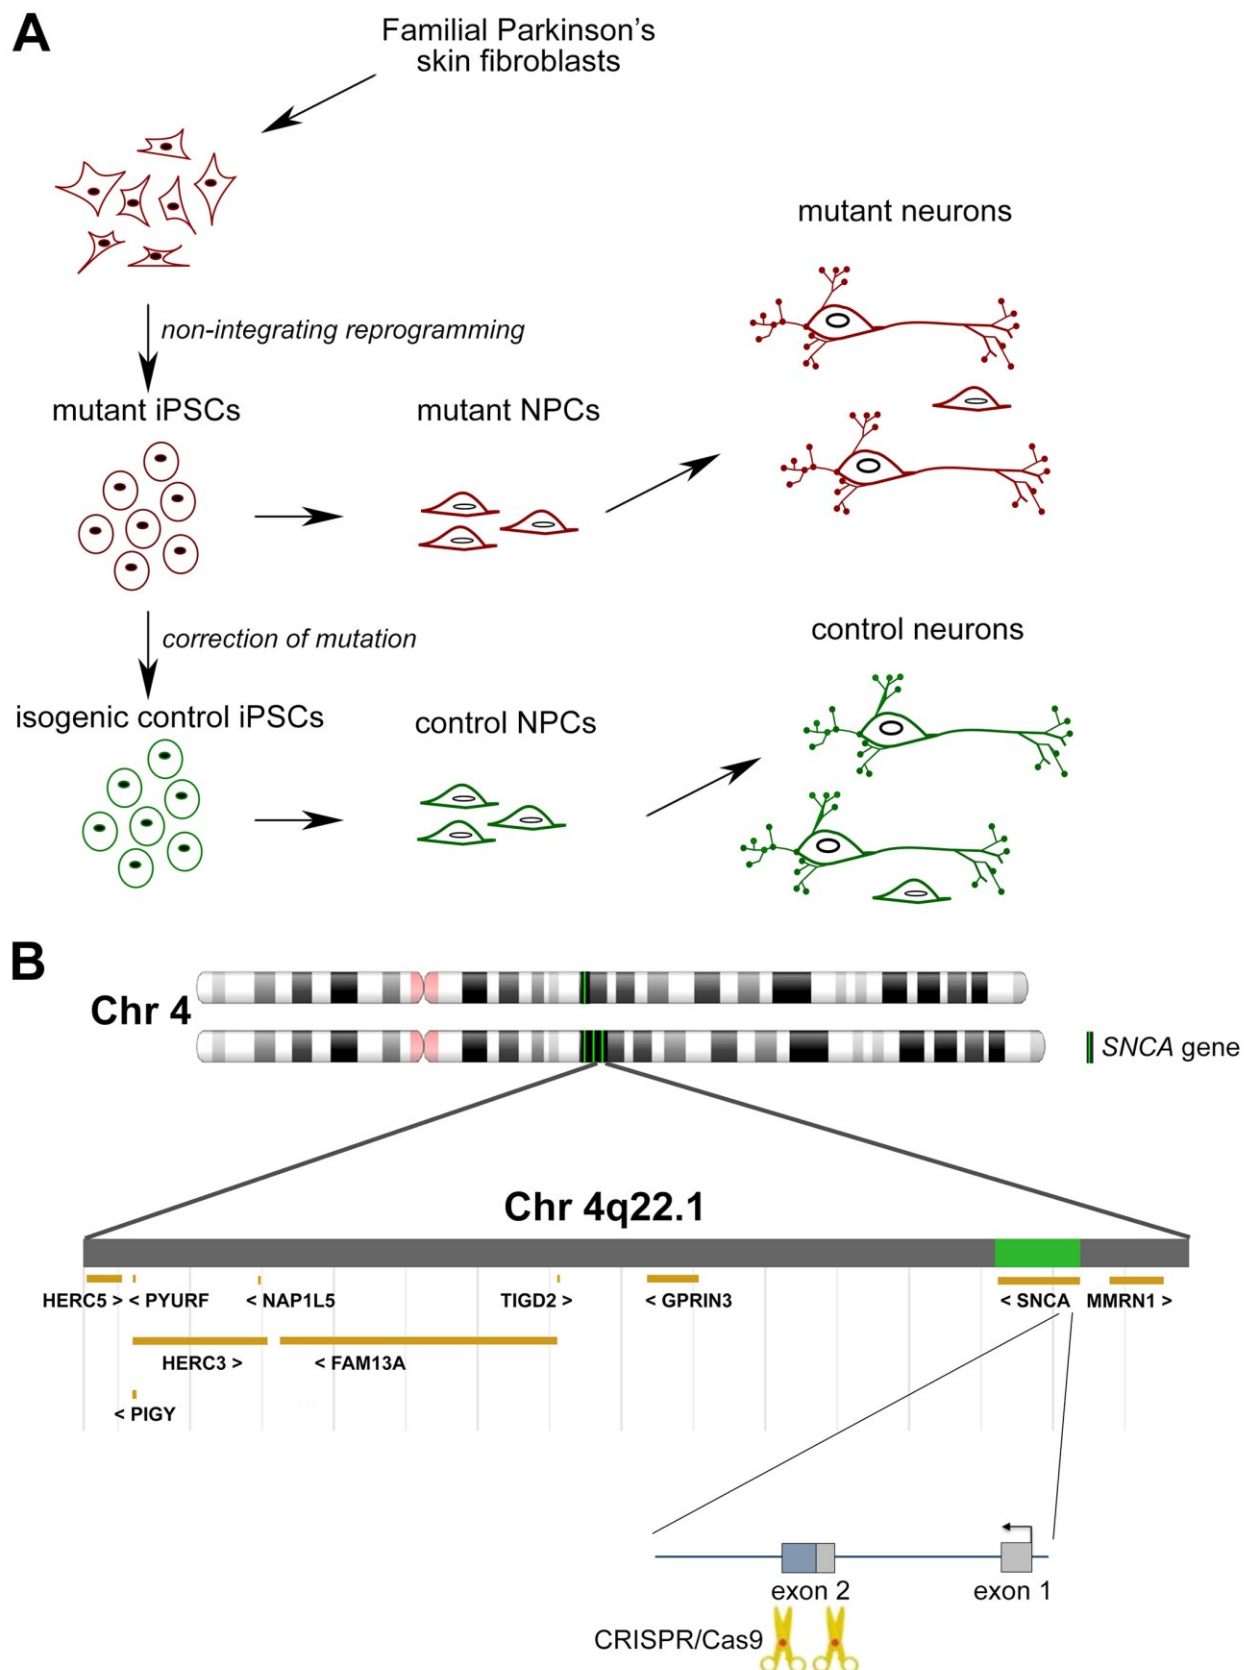 A
Familial Parkinson's
skin fibroblasts
mutant neurons
non-integrating reprogramming
mutant iPSCs
mutant NPCs
control neurons
correction of mutation
isogenic control iPSCs
control NPCs
B
Chr 4
SNCA gene
Chr 4q22.1
HERC5 >
< PYURF
< NAP1L5
TIGD2 >
< GPRIN3
< SNCA
MMRN1 >
HERC3 >
< FAM13A
< PIGY
exon 2
exon 1
CRISPR/Cas9